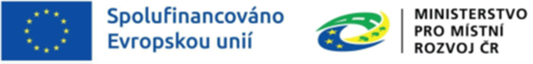 Spolufinancováno
Evropskou unií
MINISTERSTVO
PRO MÍSTNÍ
ROZVOJ ČR